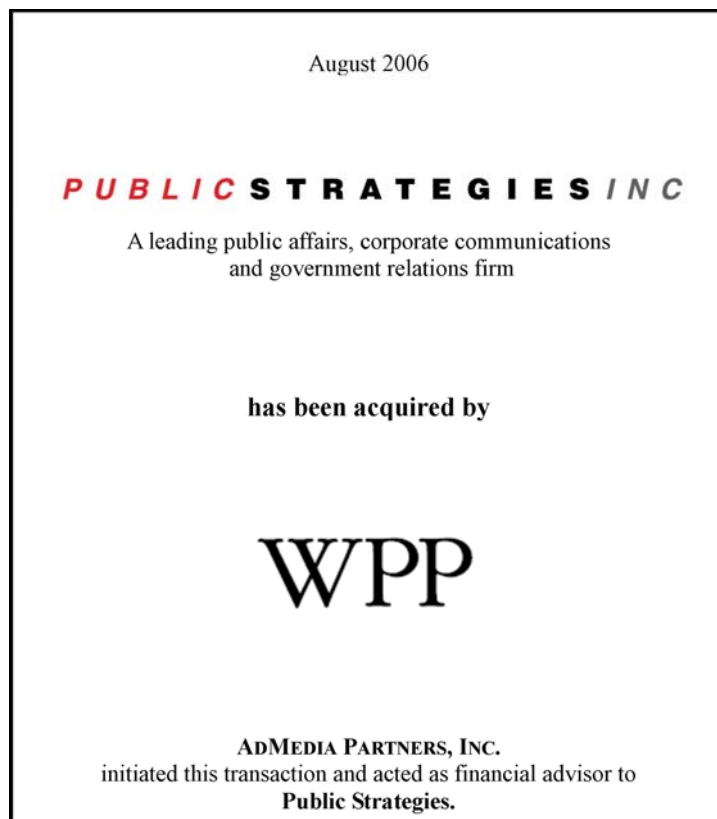 August 2006
PUBLICSTRATEGIESINC
A leading public affairs, corporate communications
and government relations firm
has been acquired by
WPP
ADMEDIA PARTNERS, INC.
initiated this transaction and acted as financial advisor to
Public Strategies.